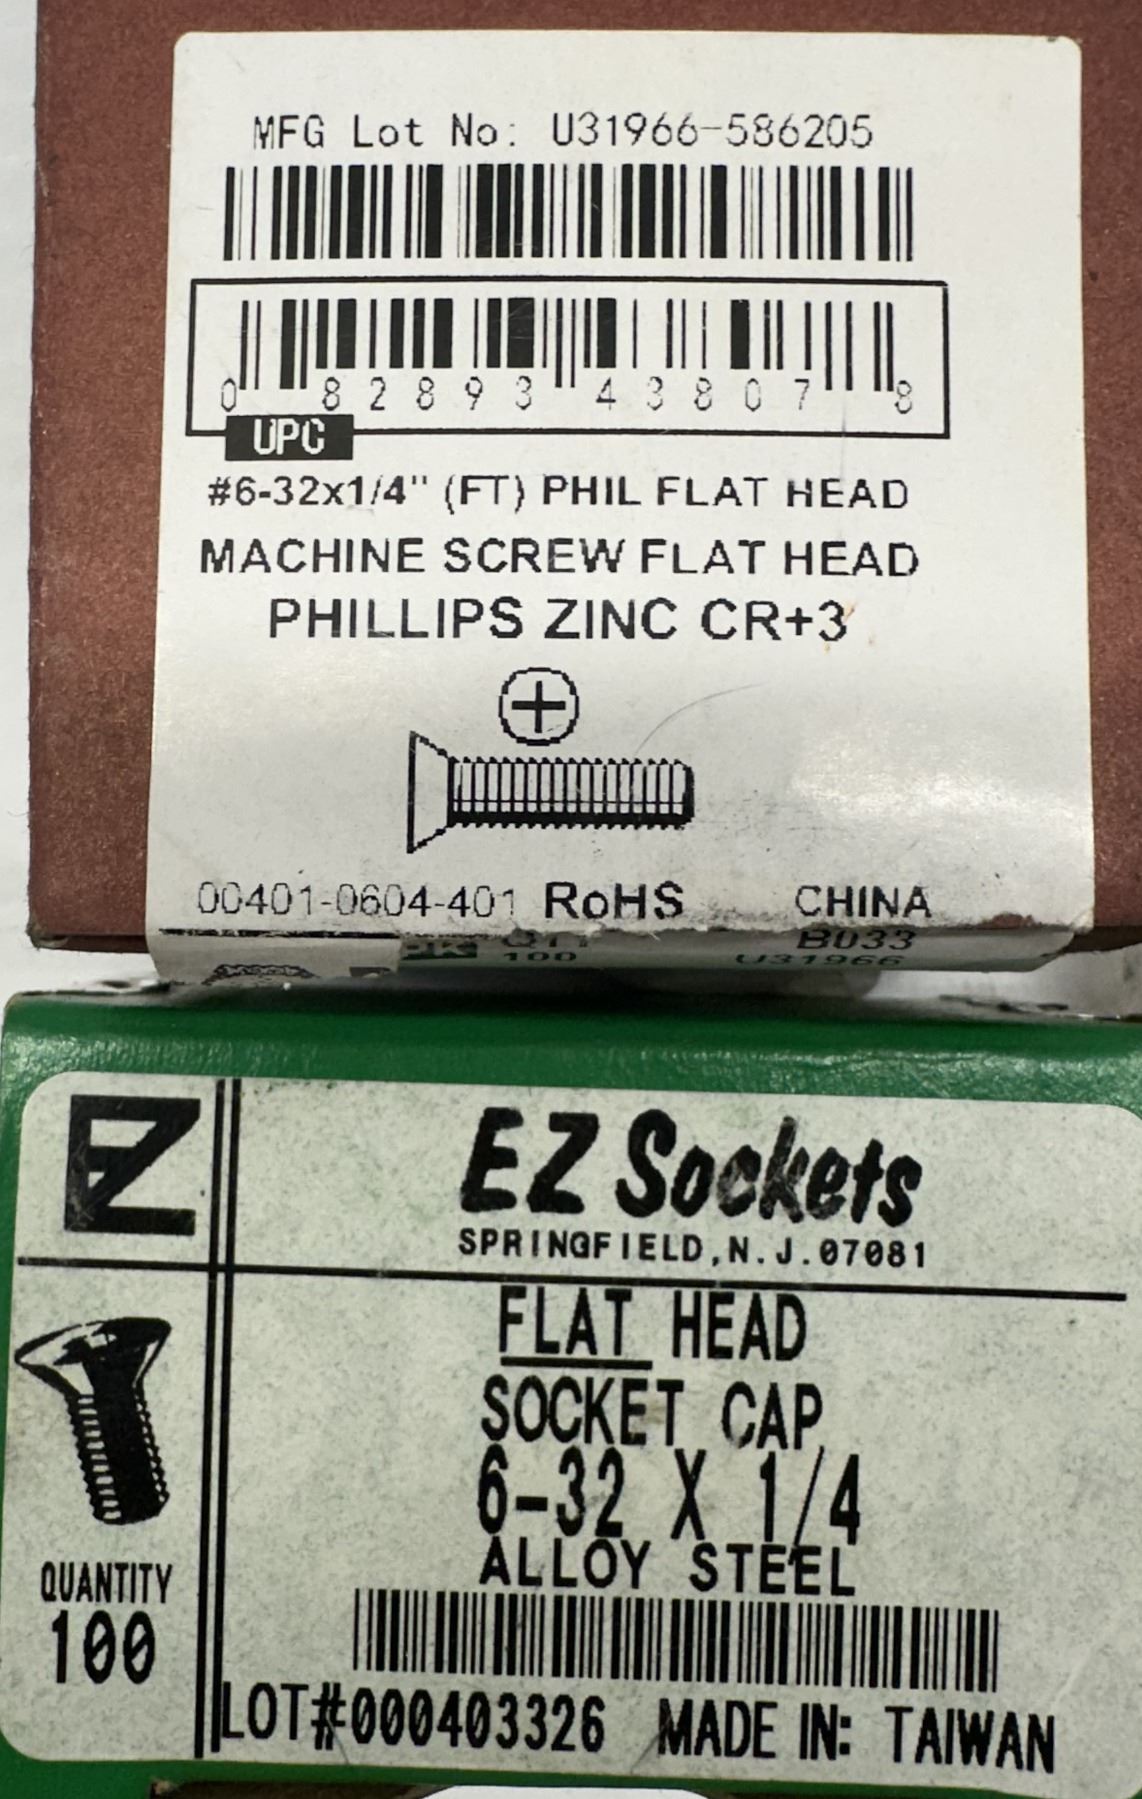 MFG Lot No: U31966-586205
0 82893 43807 8
UPC
#6-32x1/4" (FT) PHIL FLAT HEAD
MACHINE SCREW FLAT HEAD
PHILLIPS ZINC CR+3
00401-0604-401 RoHS CHINA
QTY B033
100 U31966
EZ
EZ Sockets
SPRINGFIELD, N.J. 07081
FLAT HEAD
SOCKET CAP
6-32 X 1/4
ALLOY STEEL
QUANTITY
100
LOT#000403326 MADE IN: TAIWAN